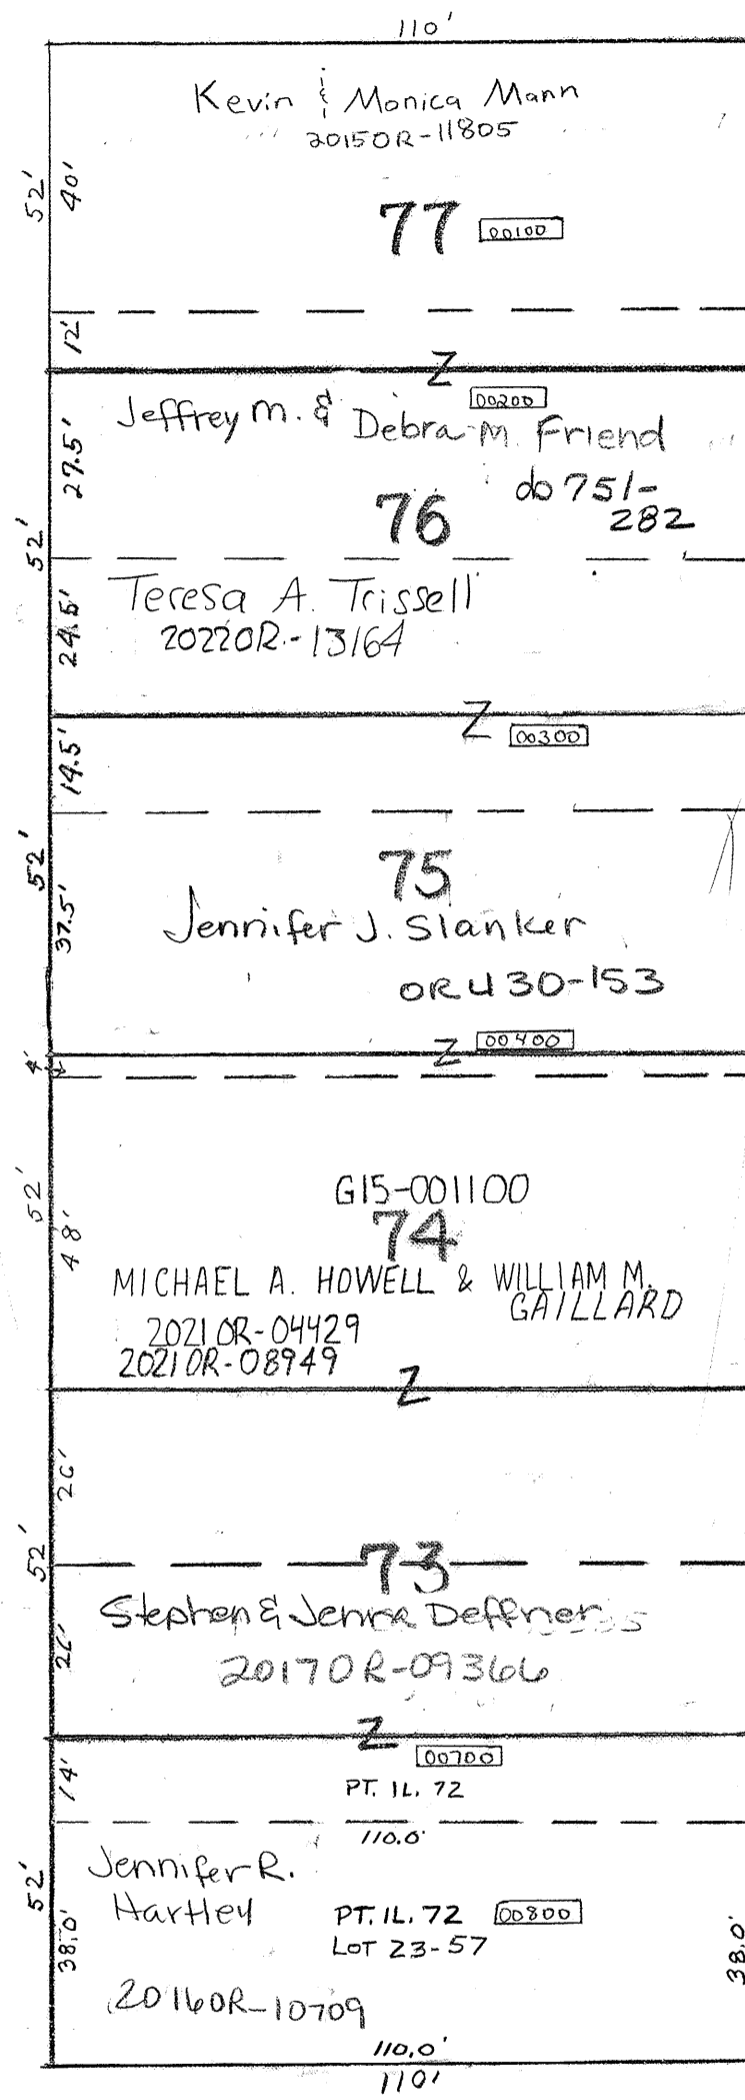 110'
Kevin & Monica Mann
2015OR-11805
52'
40'
77 00100
12'
Z
00200
Jeffrey M. & Debra M. Friend
27.5'
do 751-
282
76
52'
Teresa A. Trissell
2022OR-13164
24.5'
Z 00300
14.5'
52'
75
37.5'
Jennifer J. Slanker
OR 430-153
Z 00400
4'
G15-001100
52'
48'
74
MICHAEL A. HOWELL & WILLIAM M.
GAILLARD
2021OR-04429
2021OR-08949
Z
26'
52'
73
Stephen & Jenna Deffner
26'
2017OR-09366
Z
00700
14'
PT. IL. 72
110.0'
Jennifer R.
Hartley
52'
38.0'
PT. IL. 72 00800
LOT 23-57
38.0'
2016OR-10709
110.0'
110'